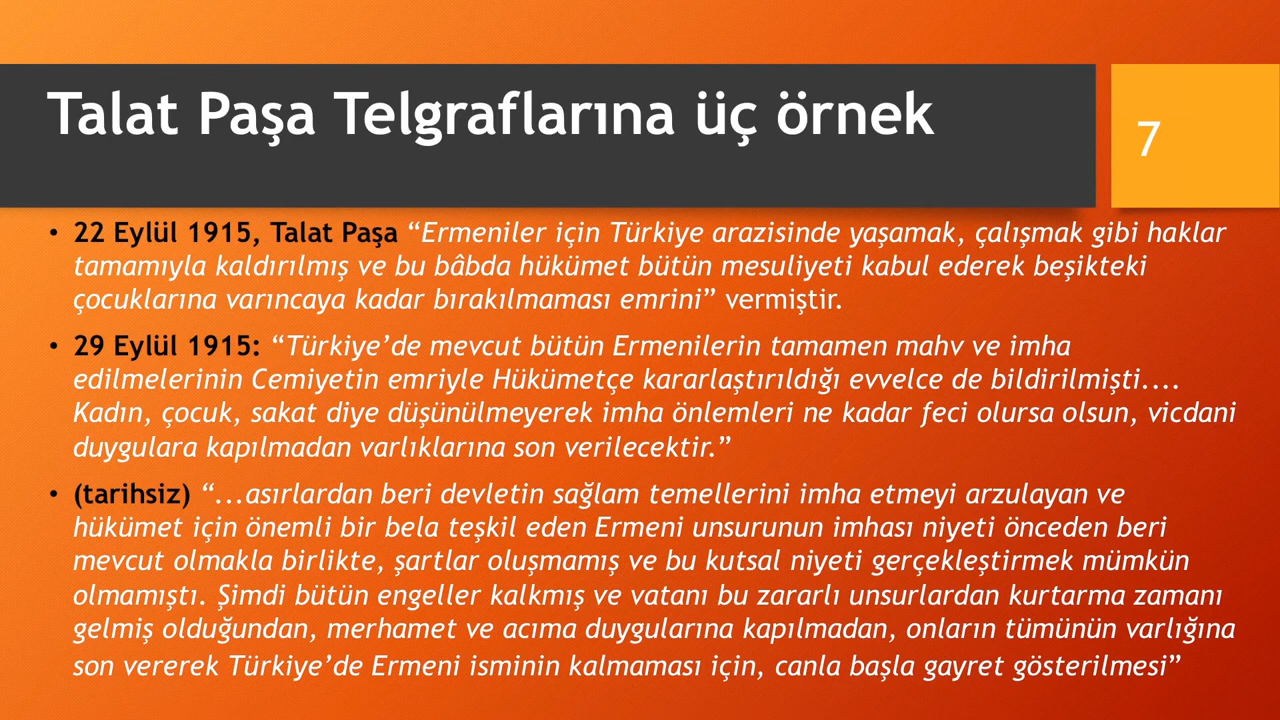 Talat Paşa Telgraflarına üç örnek
7
• 22 Eylül 1915, Talat Paşa “Ermeniler için Türkiye arazisinde yaşamak, çalışmak gibi haklar
tamamıyla kaldırılmış ve bu bâbda hükümet bütün mesuliyeti kabul ederek beşikteki
çocuklarına varıncaya kadar bırakılmaması emrini” vermiştir.
• 29 Eylül 1915: “Türkiye’de mevcut bütün Ermenilerin tamamen mahv ve imha
edilmelerinin Cemiyetin emriyle Hükümetçe kararlaştırıldığı evvelce de bildirilmişti....
Kadın, çocuk, sakat diye düşünülmeyerek imha önlemleri ne kadar feci olursa olsun, vicdani
duygulara kapılmadan varlıklarına son verilecektir.”
• (tarihsiz) “...asırlardan beri devletin sağlam temellerini imha etmeyi arzulayan ve
hükümet için önemli bir bela teşkil eden Ermeni unsurunun imhası niyeti önceden beri
mevcut olmakla birlikte, şartlar oluşmamış ve bu kutsal niyeti gerçekleştirmek mümkün
olmamıştı. Şimdi bütün engeller kalkmış ve vatanı bu zararlı unsurlardan kurtarma zamanı
gelmiş olduğundan, merhamet ve acıma duygularına kapılmadan, onların tümünün varlığına
son vererek Türkiye’de Ermeni isminin kalmaması için, canla başla gayret gösterilmesi”